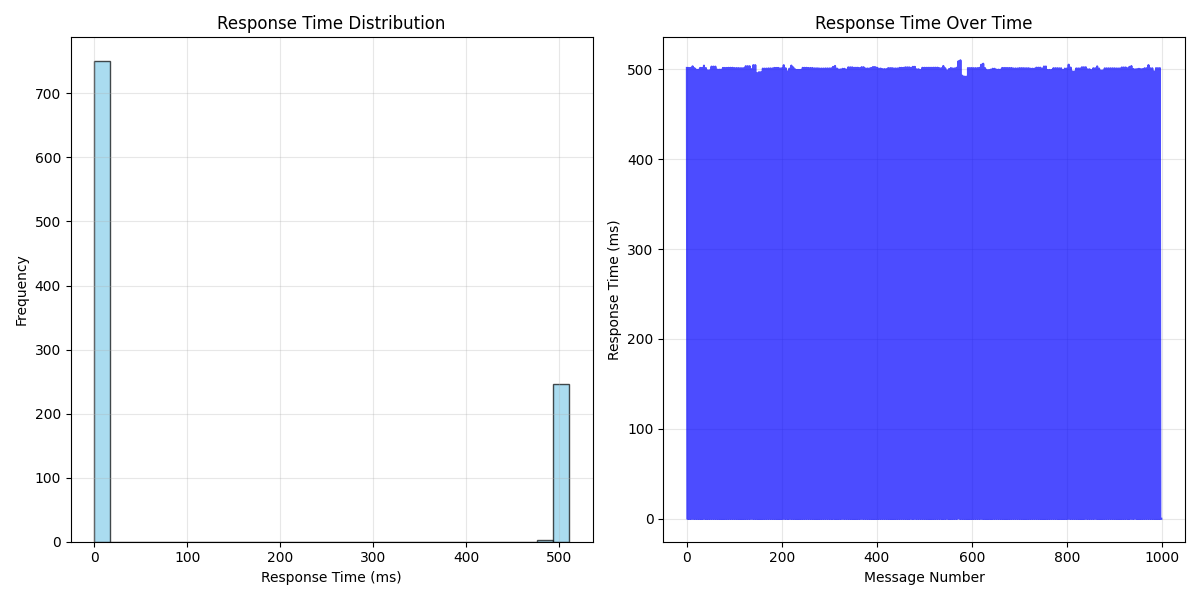 Response Time Distribution
Frequency
0
100
200
300
400
500
600
700
0 100 200 300 400 500
Response Time (ms)
Response Time Over Time
Response Time (ms)
0
100
200
300
400
500
0 200 400 600 800 1000
Message Number